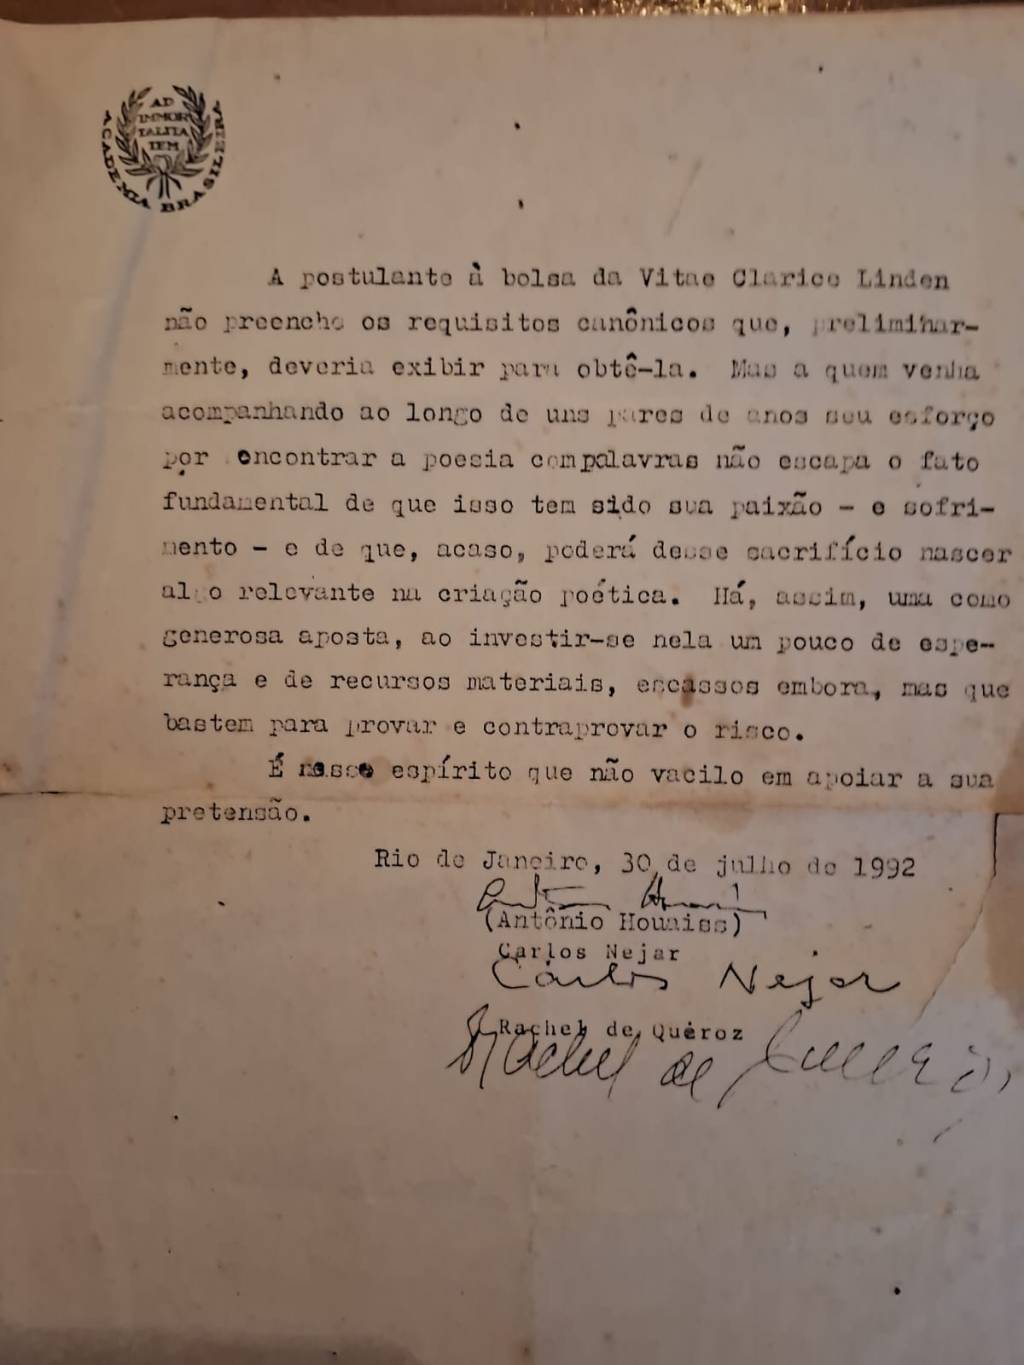 AD
IMMOR
TALITA
TEM
ACADEMIA BRASILEIRA
A postulante à bolsa da Vitae Clarice Linden
não preenche os requisitos canônicos que, preliminar-
mente, deveria exibir para obtê-la. Mas a quem venha
acompanhando ao longo de uns pares de anos seu esforço
por encontrar a poesia compalavras não escapa o fato
fundamental de que isso tem sido sua paixão - e sofri-
mento - e de que, acaso, poderá desse sacrifício nascer
algo relevante na criação poética. Há, assim, uma como
generosa aposta, ao investir-se nela um pouco de espe-
rança e de recursos materiais, escassos embora, mas que
bastem para provar e contraprovar o risco.
É nesse espírito que não vacilo em apoiar a sua
pretensão.
Rio de Janeiro, 30 de julho de 1992
(Antônio Houaiss)
Carlos Nejar
Carlos Nejar
Rachel de Quéroz
Rachel de Queiroz